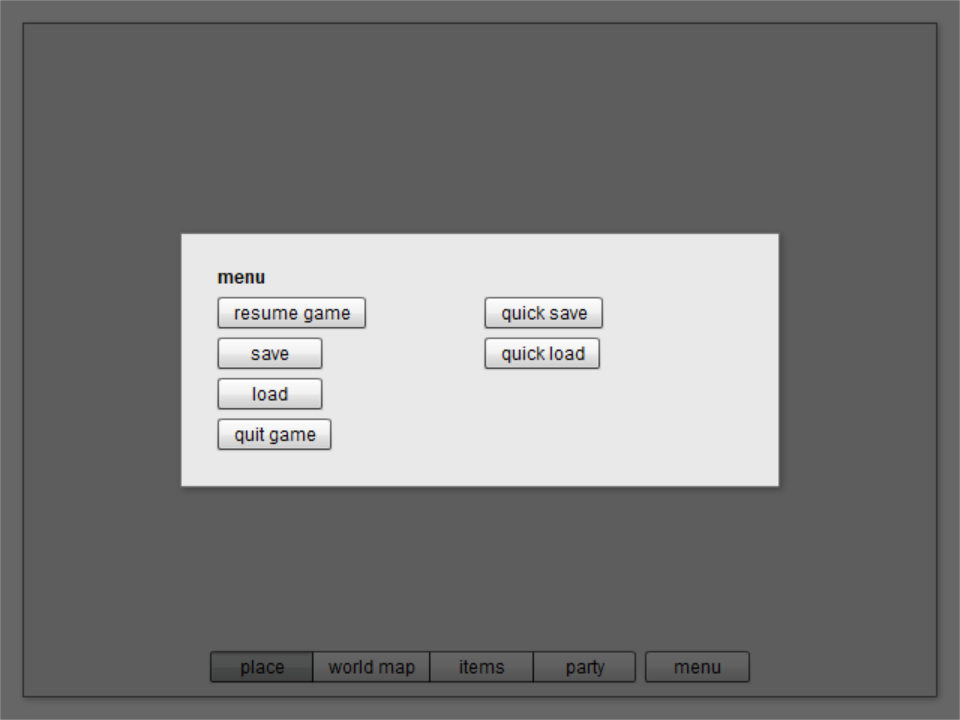 menu
resume game
quick save
save
quick load
load
quit game
place world map items party menu